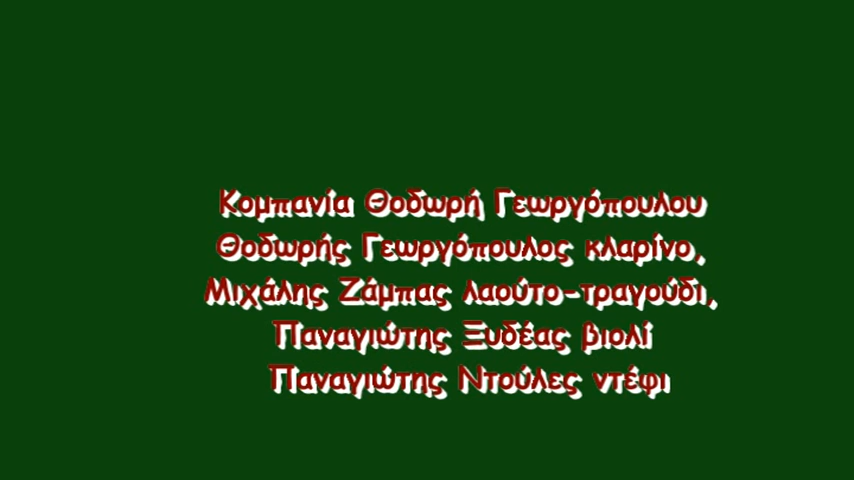 Κομπανία Θοδωρή Γεωργόπουλου
Θοδωρής Γεωργόπουλος κλαρίνο,
Μιχάλης Ζάμπας λαούτο-τραγούδι,
Παναγιώτης Ξυδέας βιολί
Παναγιώτης Ντούλες ντέφι